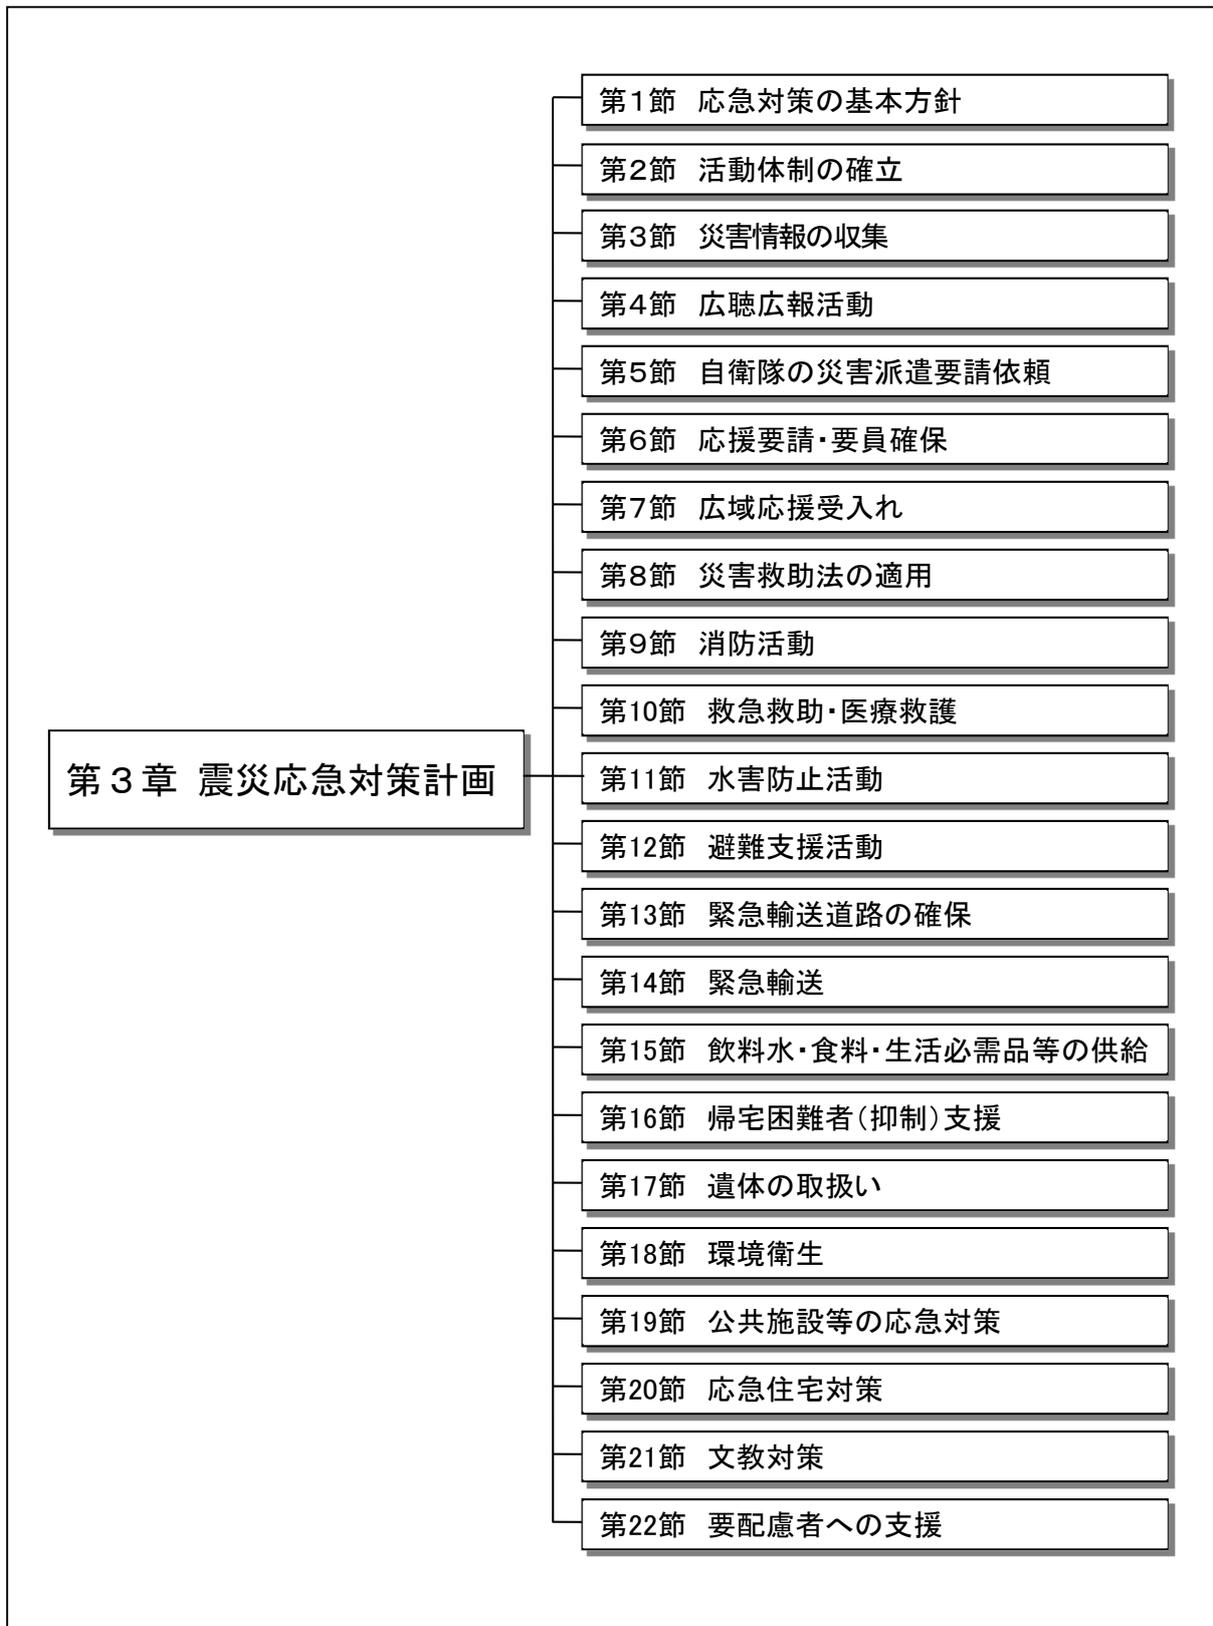 第３章 震災応急対策計画
第1節 応急対策の基本方針
第2節 活動体制の確立
第3節 災害情報の収集
第4節 広聴広報活動
第5節 自衛隊の災害派遣要請依頼
第6節 応援要請・要員確保
第7節 広域応援受入れ
第8節 災害救助法の適用
第9節 消防活動
第10節 救急救助・医療救護
第11節 水害防止活動
第12節 避難支援活動
第13節 緊急輸送道路の確保
第14節 緊急輸送
第15節 飲料水・食料・生活必需品等の供給
第16節 帰宅困難者（抑制）支援
第17節 遺体の取扱い
第18節 環境衛生
第19節 公共施設等の応急対策
第20節 応急住宅対策
第21節 文教対策
第22節 要配慮者への支援